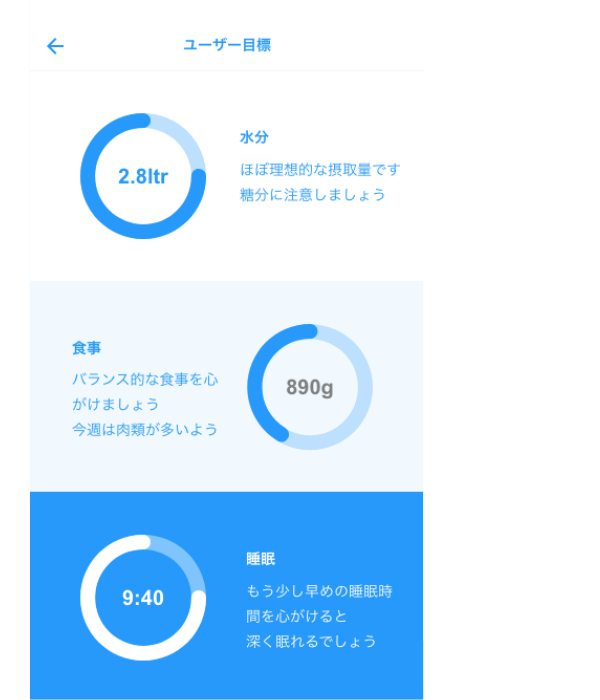 ユーザー目標
2.8ltr
水分
ほぼ理想的な摂取量です
糖分に注意しましょう
食事
バランス的な食事を心
がけましょう
今週は肉類が多いよう
890g
9:40
睡眠
もう少し早めの睡眠時
間を心がけると
深く眠れるでしょう